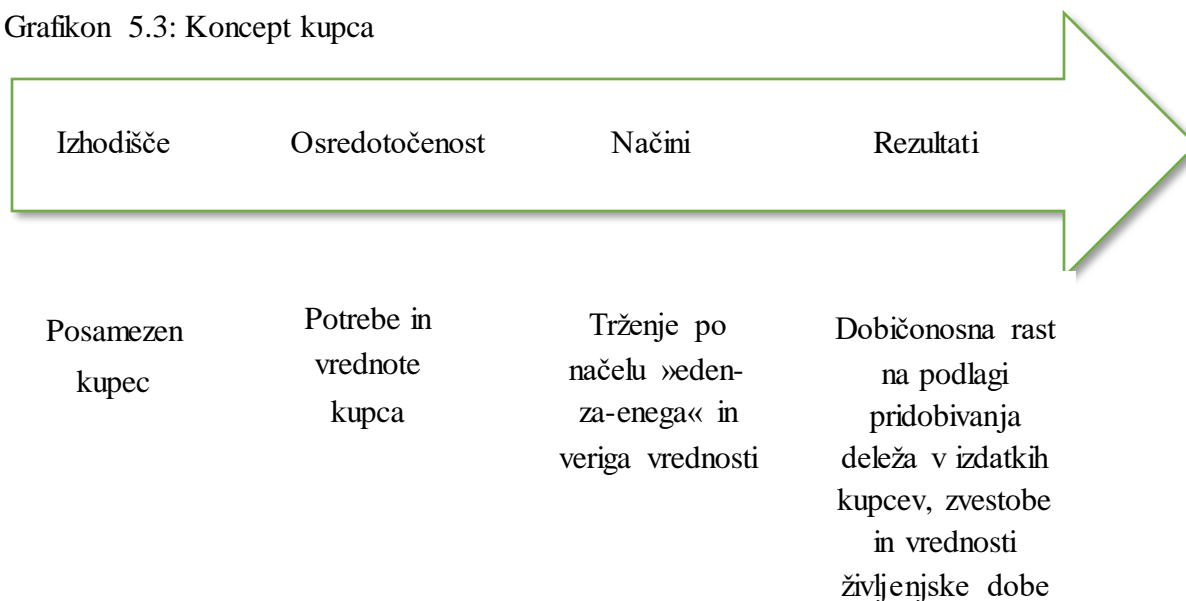 Grafikon 5.3: Koncept kupca
Izhodišče
Osredotočenost
Načini
Rezultati
Posamezen
kupec
Potrebe in
vrednote
kupca
Trženje po
načelu »eden-
za-enega« in
veriga vrednosti
Dobičonosna rast
na podlagi
pridobivanja
deleža v izdatkih
kupcev, zvestobe
in vrednosti
življenjske dobe